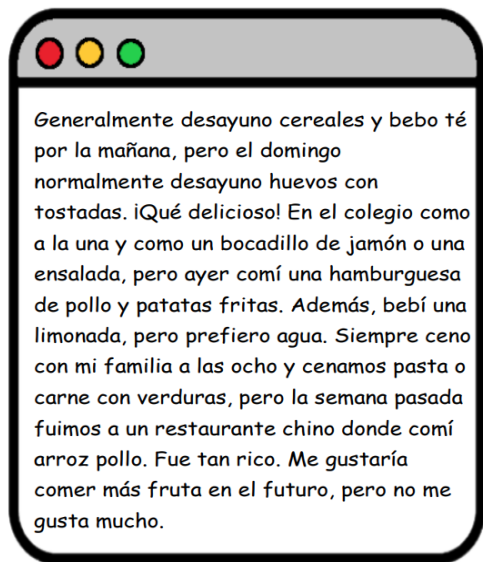 Generalmente desayuno cereales y bebo té
por la mañana, pero el domingo
normalmente desayuno huevos con
tostadas. ¡Qué delicioso! En el colegio como
a la una y como un bocadillo de jamón o una
ensalada, pero ayer comí una hamburguesa
de pollo y patatas fritas. Además, bebí una
limonada, pero prefiero agua. Siempre ceno
con mi familia a las ocho y cenamos pasta o
carne con verduras, pero la semana pasada
fuimos a un restaurante chino donde comí
arroz pollo. Fue tan rico. Me gustaría
comer más fruta en el futuro, pero no me
gusta mucho.